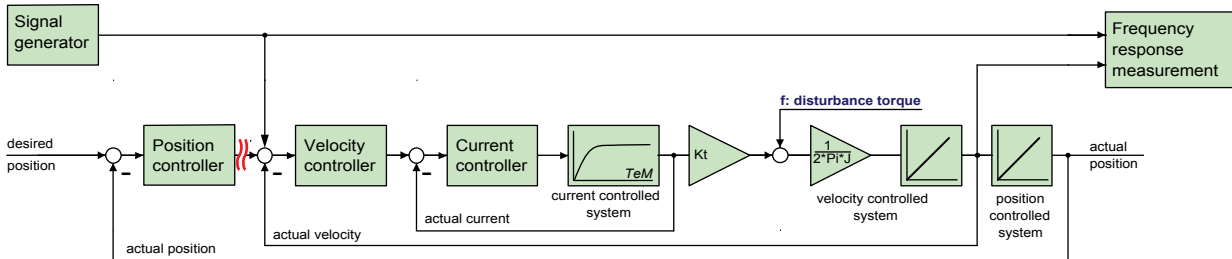 Signal
generator
Frequency
response
measurement
f: disturbance torque
desired
position
Position
controller
Velocity
controller
Current
controller
TeM
Kt
1
2*Pi*J
actual
position
-
-
-
current controlled
system
velocity controlled
system
position
controlled
system
actual current
actual velocity
actual position